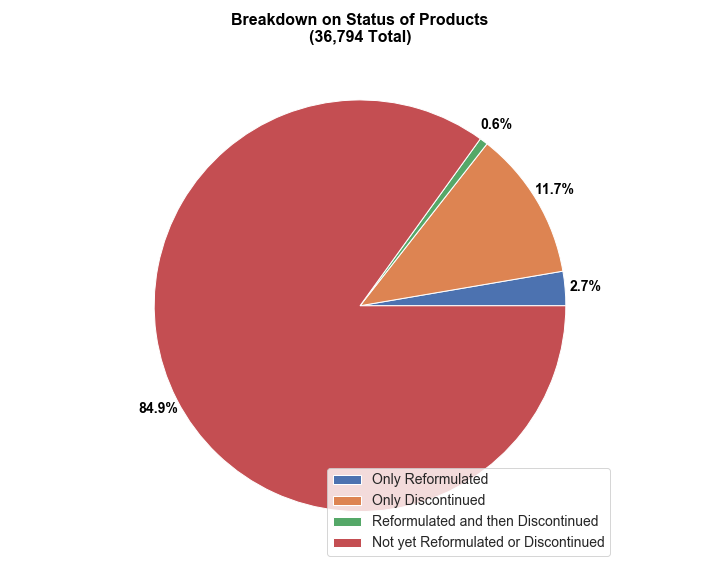 Breakdown on Status of Products
(36,794 Total)
0.6%
11.7%
2.7%
84.9%
Only Reformulated
Only Discontinued
Reformulated and then Discontinued
Not yet Reformulated or Discontinued